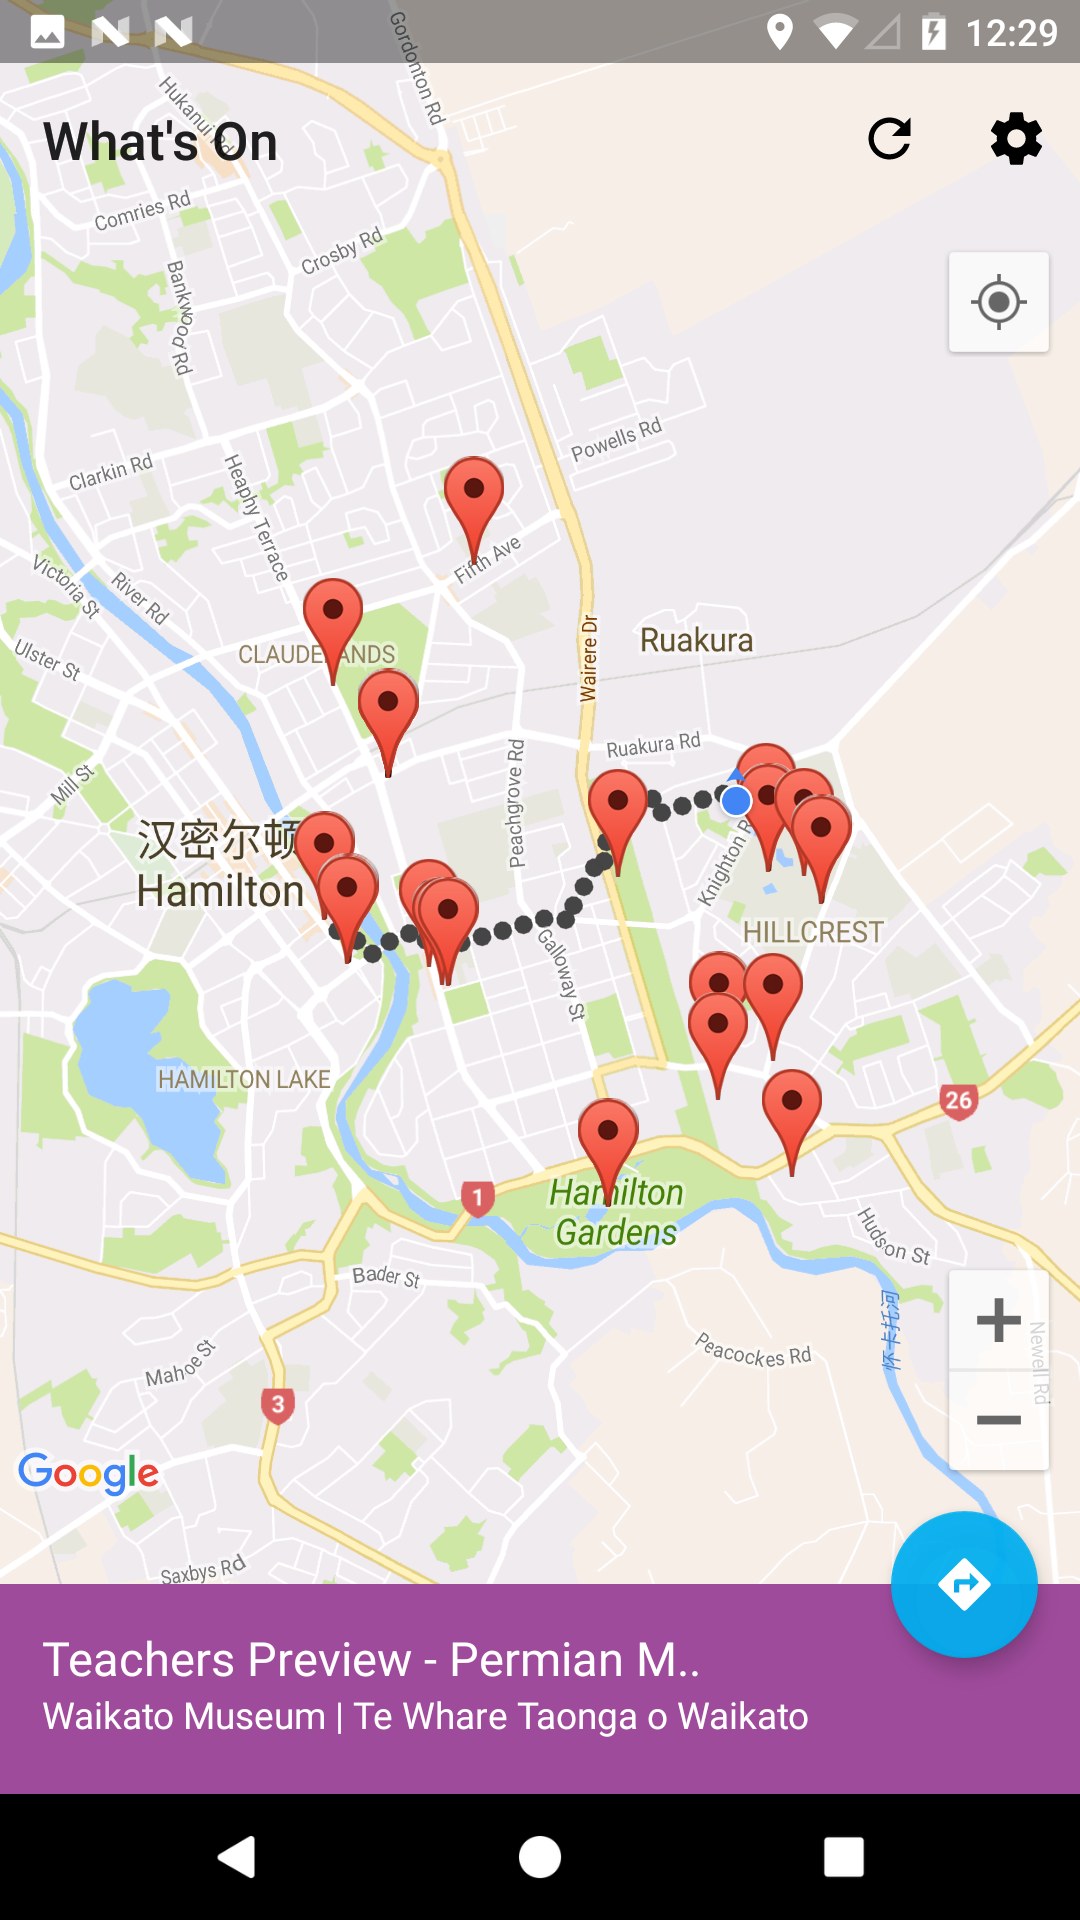 12:29
What's On
Gordonton Rd
Hukanui Rd
Comries Rd
Crosby Rd
Bankwood Rd
Powells Rd
Clarkin Rd
Heaphy Terrace
Fifth Ave
Victoria St
River Rd
Ulster St
CLAUDELANDS
Ruakura
Wairere Dr
Ruakura Rd
Mill St
Peachgrove Rd
汉密尔顿
Hamilton
Knighton R
HILLCREST
Galloway St
HAMILTON LAKE
26
1
Hamilton
Gardens
Hudson St
Bader St
怀卡托河
Peacockes Rd
Newell Rd
Mahoe St
3
Google
Saxbys Rd
Teachers Preview - Permian M..
Waikato Museum | Te Whare Taonga o Waikato